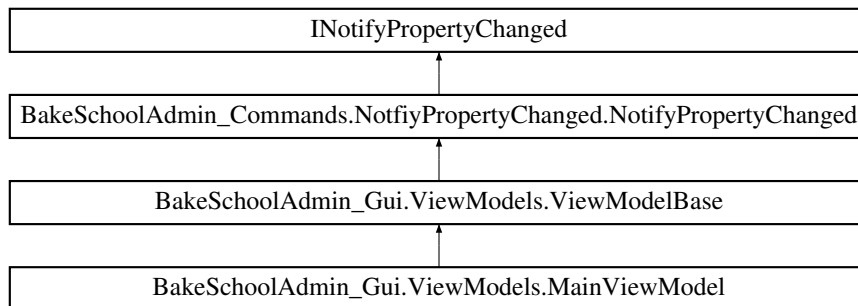 INotifyPropertyChanged
BakeSchoolAdmin_Commands.NotfiyPropertyChanged.NotifyPropertyChanged
BakeSchoolAdmin_Gui.ViewModels.ViewModelBase
BakeSchoolAdmin_Gui.ViewModels.MainViewModel